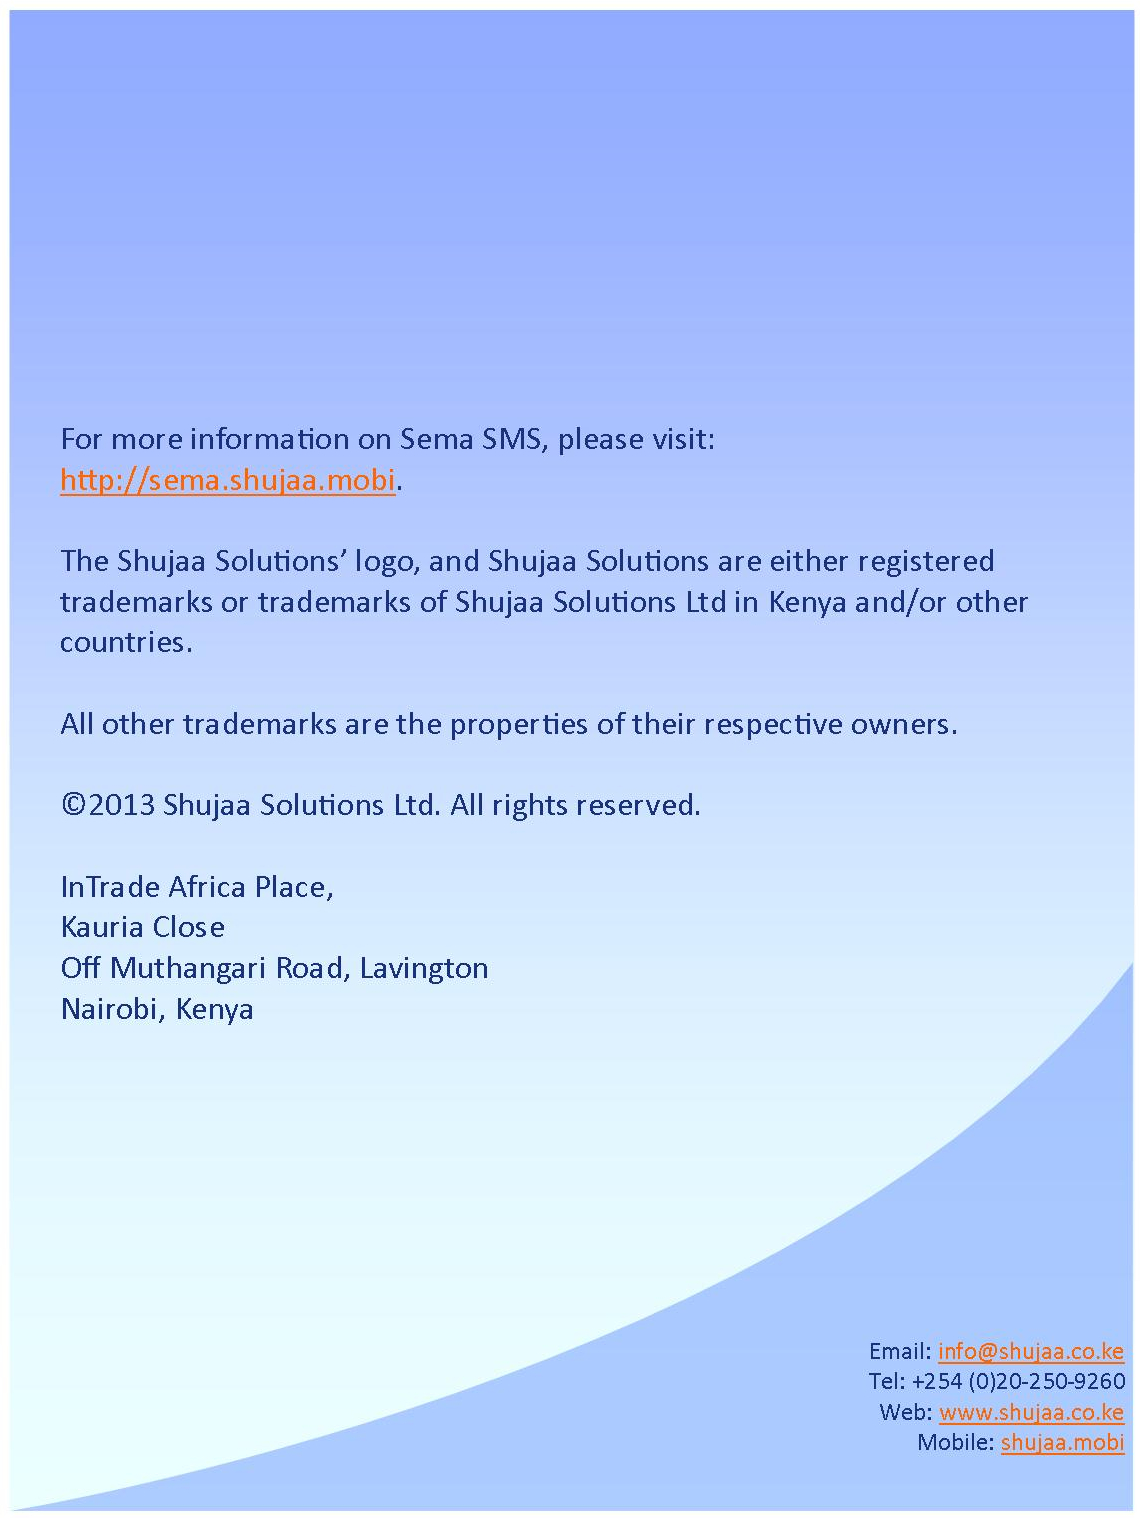 For more information on Sema SMS, please visit:
http://sema.shujaa.mobi.
The Shujaa Solutions’ logo, and Shujaa Solutions are either registered
trademarks or trademarks of Shujaa Solutions Ltd in Kenya and/or other
countries.
All other trademarks are the properties of their respective owners.
©2013 Shujaa Solutions Ltd. All rights reserved.
InTrade Africa Place,
Kauria Close
Off Muthangari Road, Lavington
Nairobi, Kenya
Email: info@shujaa.co.ke
Tel: +254 (0)20-250-9260
Web: www.shujaa.co.ke
Mobile: shujaa.mobi